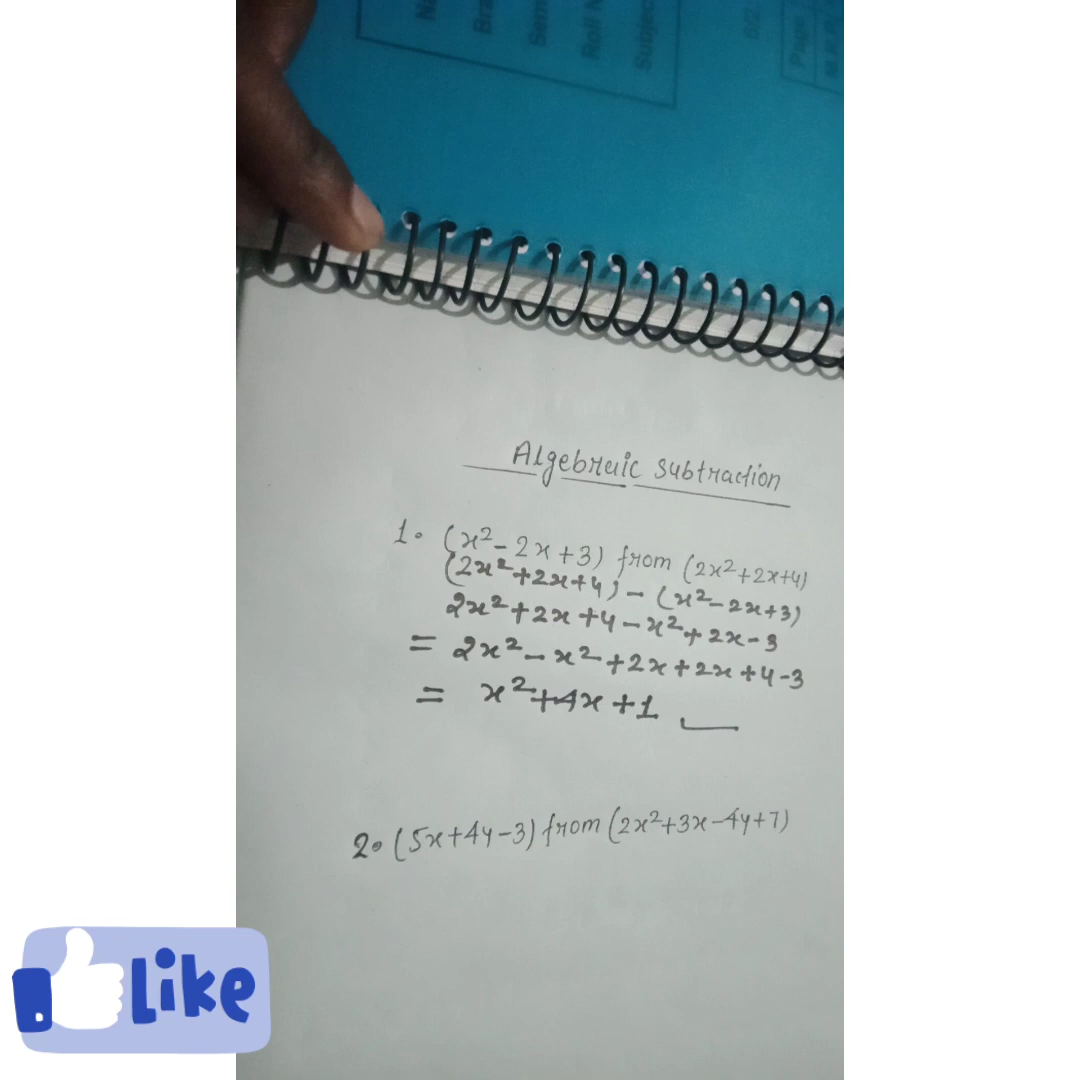 Algebraic Subtraction
1. (x²-2x+3) from (2x²+2x+4)
(2x²+2x+4)-(x²-2x+3)
2x²+2x+4-x²+2x-3
= 2x²-x²+2x+2x+4-3
= x²+4x+1
2. (5x+4y-3) from (2x²+3x-4y+7)
Like